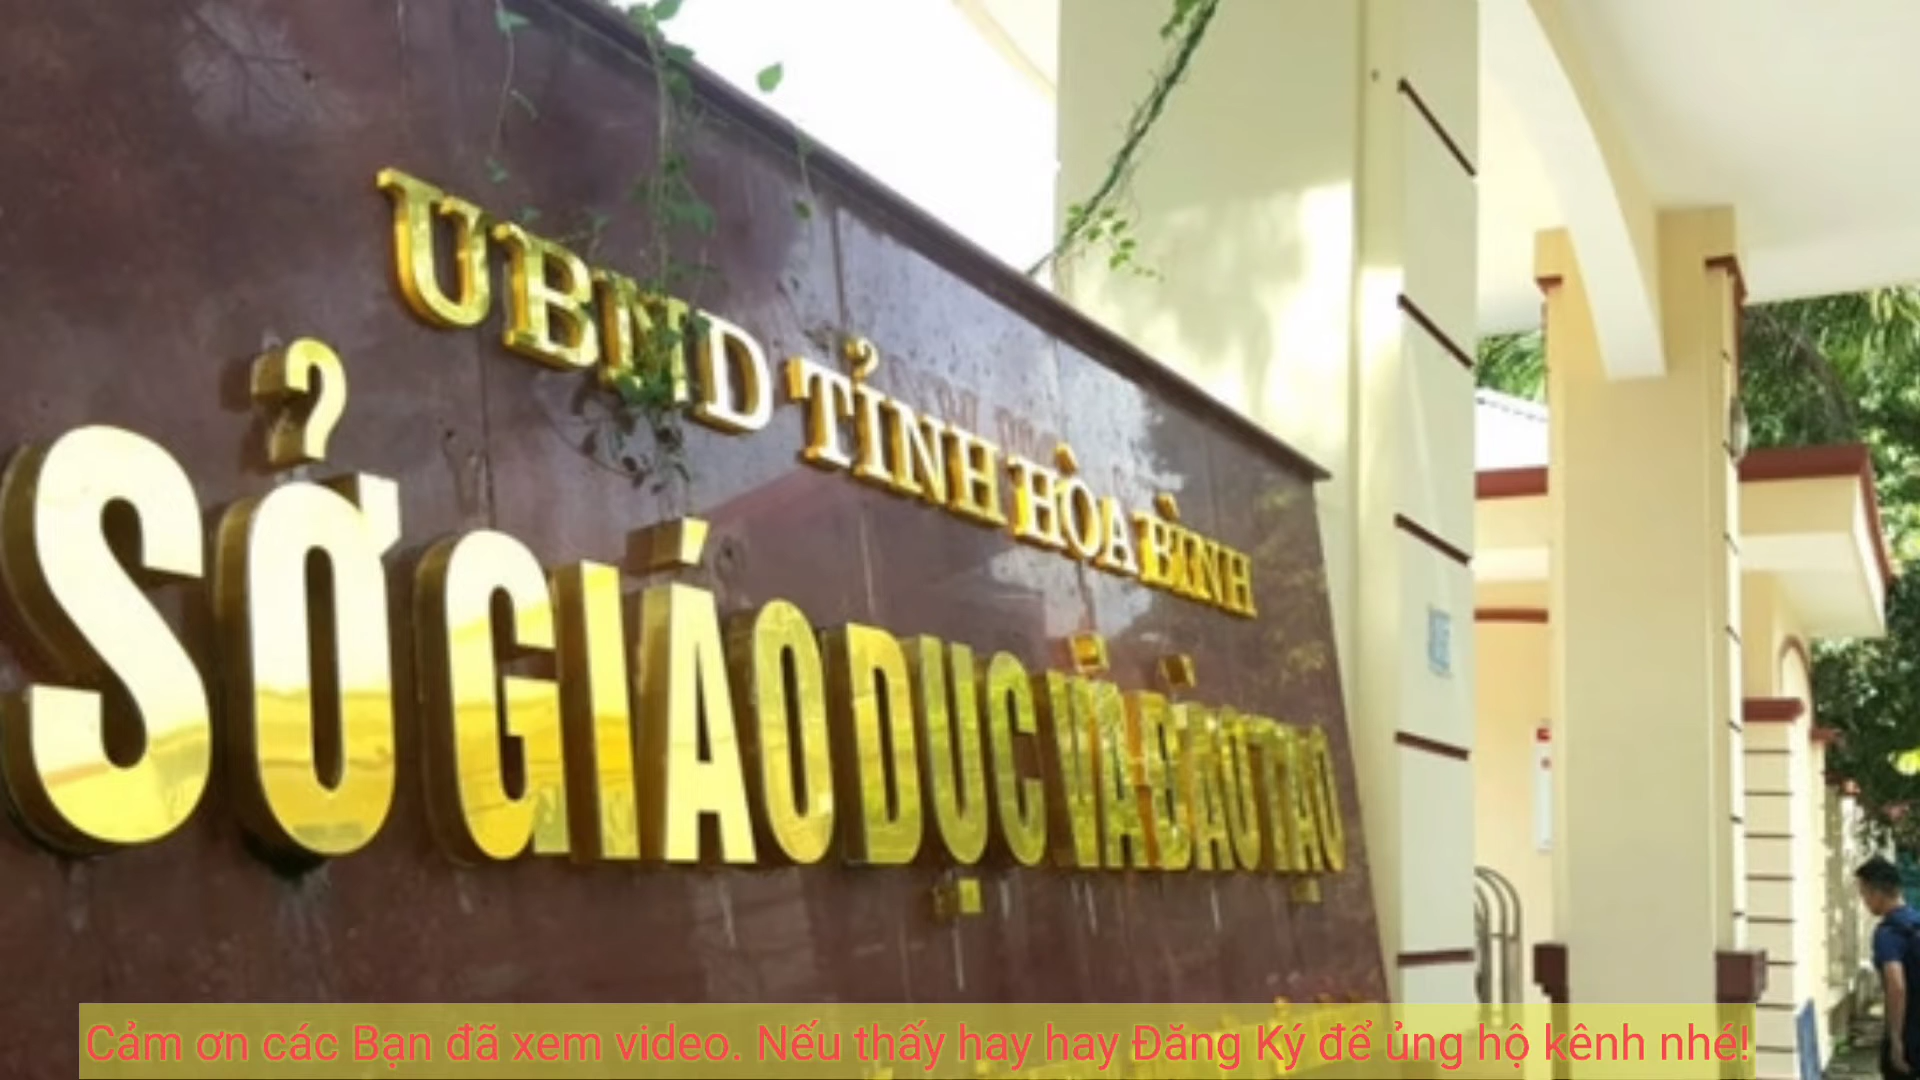 UBND TỈNH HÒA BÌNH
SỞ GIÁO DỤC VÀ ĐÀO TẠO
Cảm ơn các Bạn đã xem video. Nếu thấy hay hay Đăng Ký để ủng hộ kênh nhé!